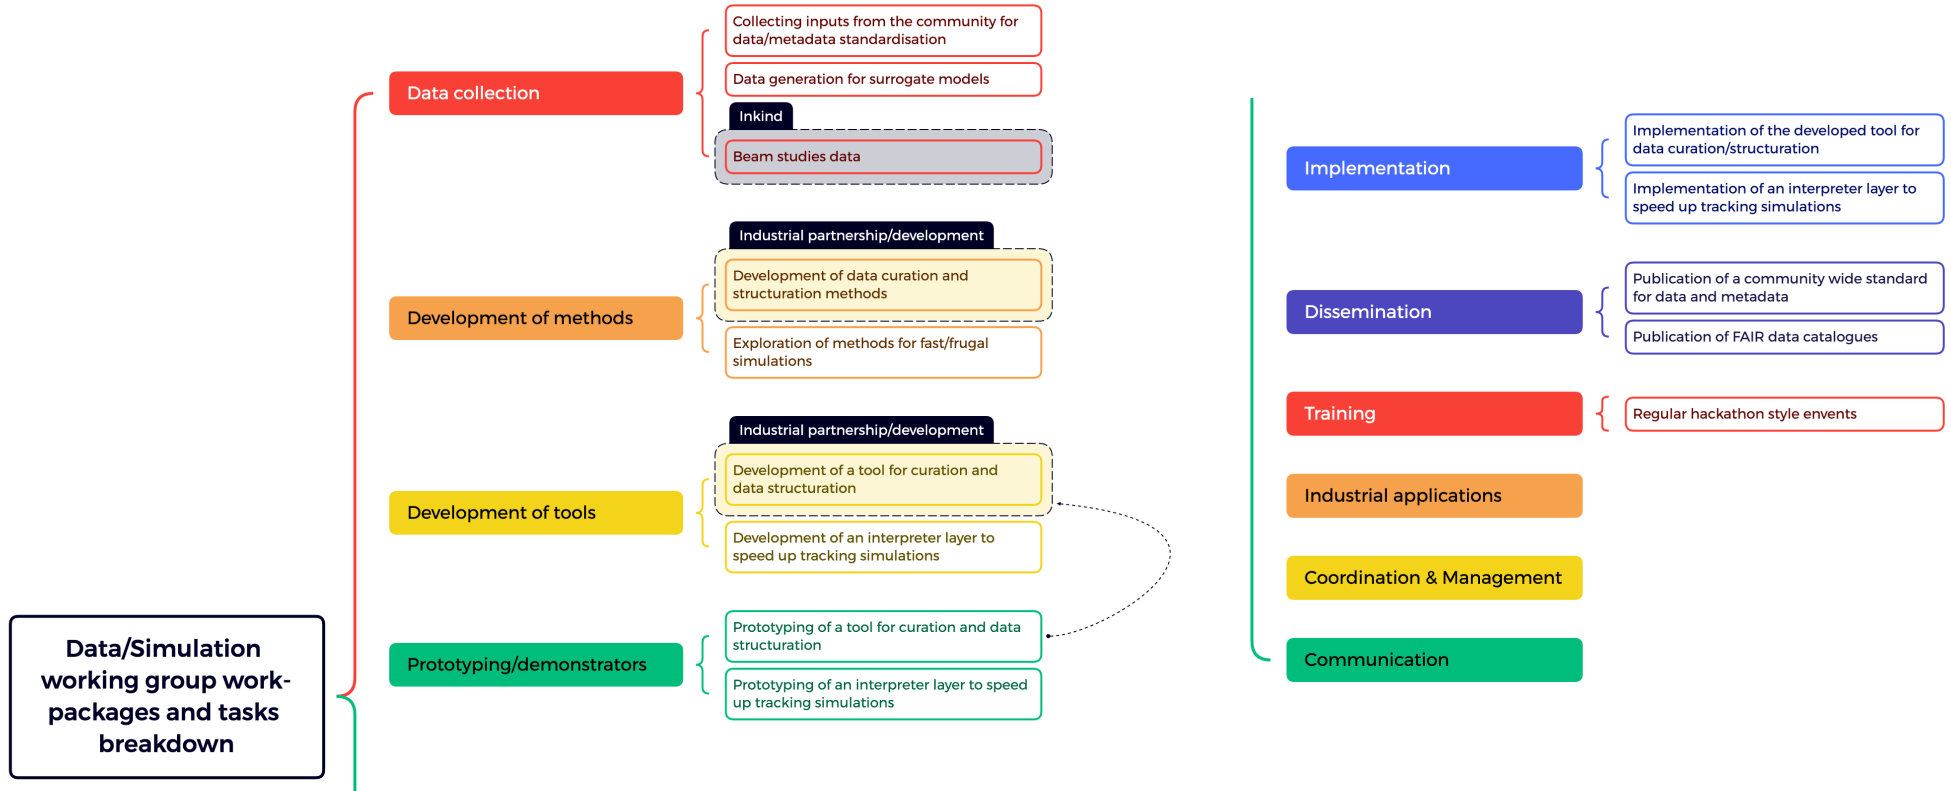 Data/Simulation
working group work-
packages and tasks
breakdown
Data collection
Collecting inputs from the community for
data/metadata standardisation
Data generation for surrogate models
Inkind
Beam studies data
Development of methods
Industrial partnership/development
Development of data curation and
structuration methods
Exploration of methods for fast/frugal
simulations
Development of tools
Industrial partnership/development
Development of a tool for curation and
data structuration
Development of an interpreter layer to
speed up tracking simulations
Prototyping/demonstrators
Prototyping of a tool for curation and data
structuration
Prototyping of an interpreter layer to speed
up tracking simulations
Implementation
Implementation of the developed tool for
data curation/structuration
Implementation of an interpreter layer to
speed up tracking simulations
Dissemination
Publication of a community wide standard
for data and metadata
Publication of FAIR data catalogues
Training
Regular hackathon style envents
Industrial applications
Coordination & Management
Communication